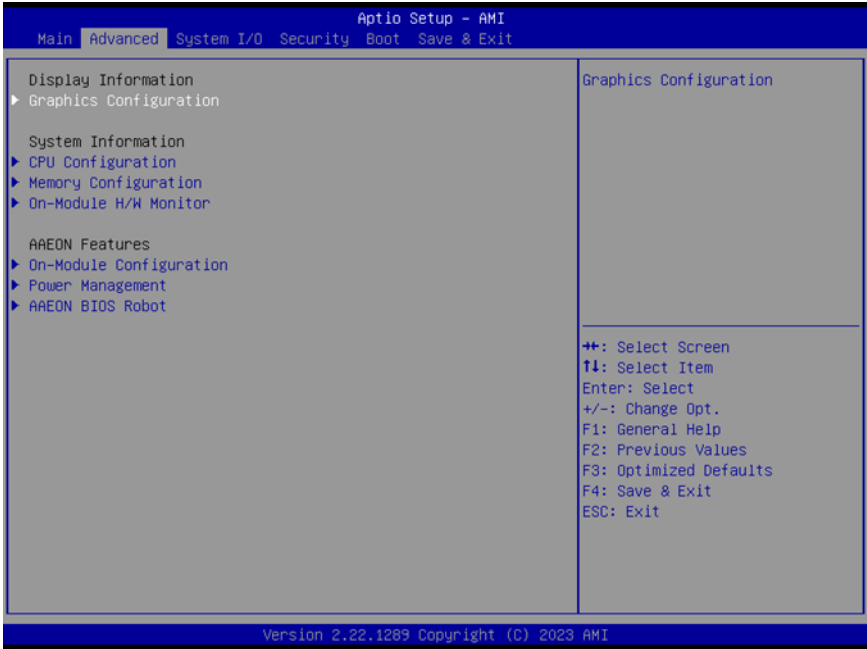 Aptio Setup – AMI
Main Advanced System I/O Security Boot Save & Exit
Display Information
Graphics Configuration
System Information
CPU Configuration
Memory Configuration
On-Module H/W Monitor
AAEON Features
On-Module Configuration
Power Management
AAEON BIOS Robot
Graphics Configuration
→←: Select Screen
↑↓: Select Item
Enter: Select
+/-: Change Opt.
F1: General Help
F2: Previous Values
F3: Optimized Defaults
F4: Save & Exit
ESC: Exit
Version 2.22.1289 Copyright (C) 2023 AMI